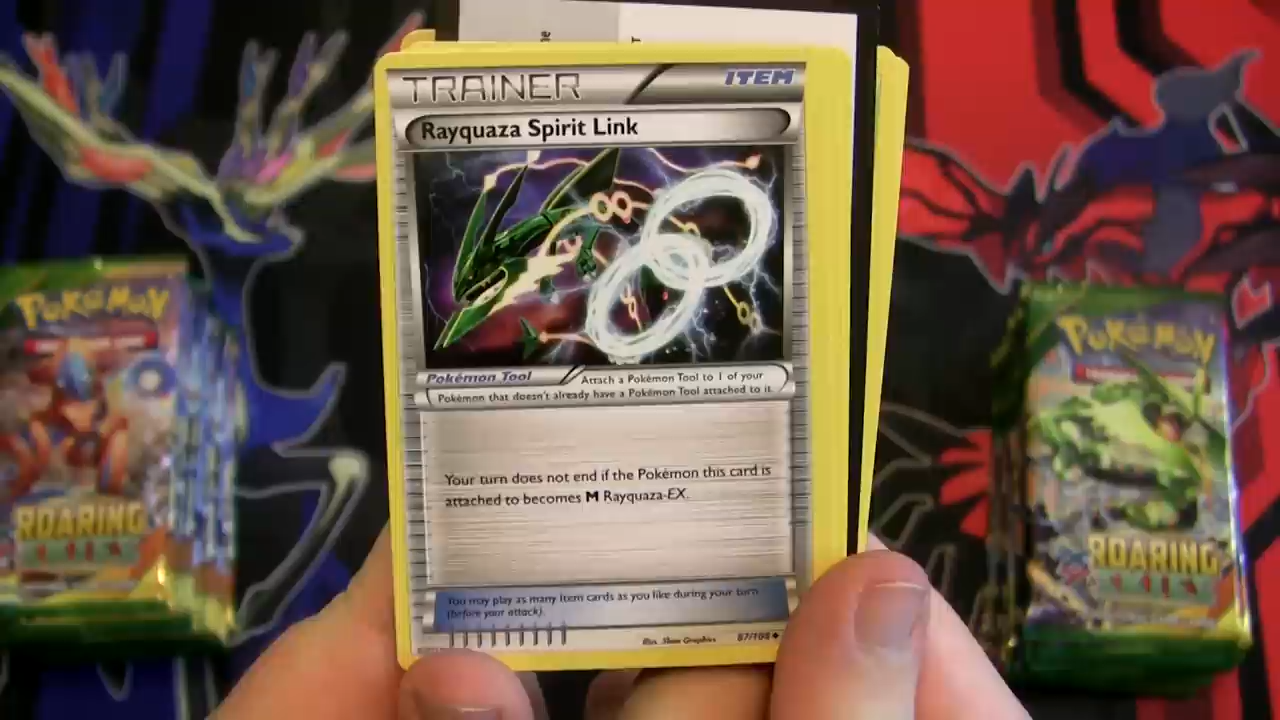 TRAINER
ITEM
Rayquaza Spirit Link
Pokémon Tool
Attach a Pokémon Tool to 1 of your
Pokémon that doesn't already have a Pokémon Tool attached to it.
Your turn does not end if the Pokémon this card is
attached to becomes M Rayquaza-EX.
You may play as many Item cards as you like during your turn
(before your attack).
Illus. 5ban Graphics
87/108
POKéMON
ROARING
POKéMON
ROARING